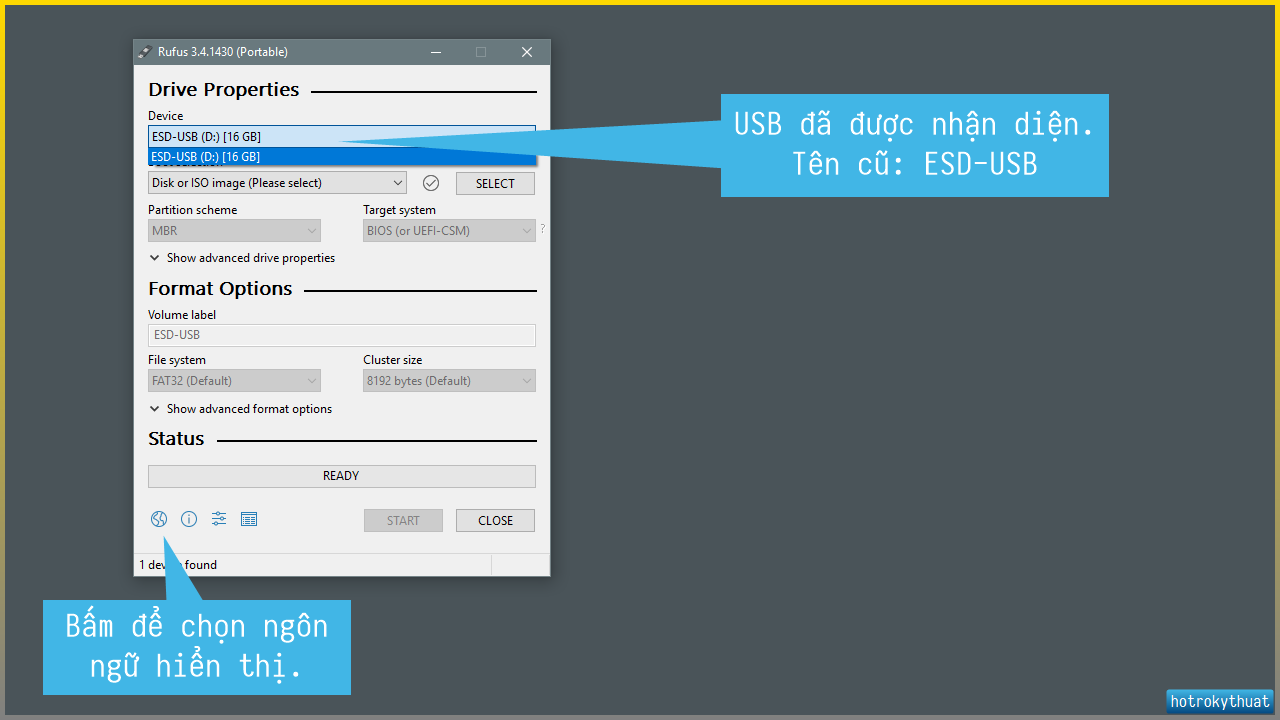 Rufus 3.4.1430 (Portable)
Drive Properties
Device
ESD-USB (D:) [16 GB]
ESD-USB (D:) [16 GB]
USB đã được nhận diện.
Tên cũ: ESD-USB
Disk or ISO image (Please select)
SELECT
Partition scheme
Target system
MBR
BIOS (or UEFI-CSM)
?
Show advanced drive properties
Format Options
Volume label
ESD-USB
File system
Cluster size
FAT32 (Default)
8192 bytes (Default)
Show advanced format options
Status
READY
START
CLOSE
1 found
Bấm để chọn ngôn
ngữ hiển thị.
hotrokythuat